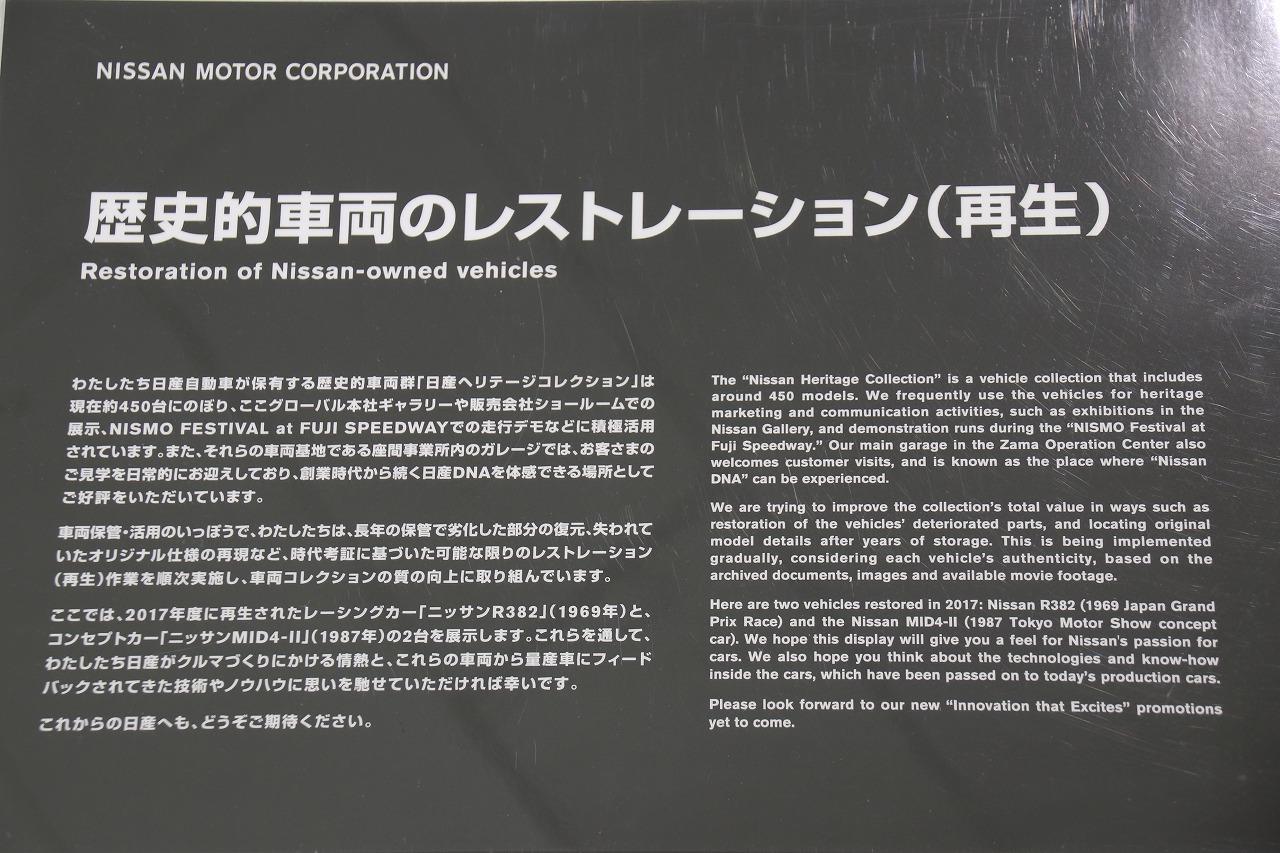 NISSAN MOTOR CORPORATION
歴史的車両のレストレーション(再生)
Restoration of Nissan-owned vehicles
わたしたち日産自動車が保有する歴史的車両群「日産ヘリテージコレクション」は
現在約450台にのぼり、ここグローバル本社ギャラリーや販売会社ショールームでの
展示、NISMO FESTIVAL at FUJI SPEEDWAYでの走行デモなどに積極活用
されています。また、それらの車両基地である座間事業所内のガレージでは、お客さまの
ご見学を日常的にお迎えしており、創業時代から続く日産DNAを体感できる場所として
ご好評をいただいています。
車両保管・活用のいっぽうで、わたしたちは、長年の保管で劣化した部分の復元、失われて
いたオリジナル仕様の再現など、時代考証に基づいた可能な限りのレストレーション
(再生)作業を順次実施し、車両コレクションの質の向上に取り組んでいます。
ここでは、2017年度に再生されたレーシングカー「ニッサンR382」(1969年)と、
コンセプトカー「ニッサンMID4-II」(1987年)の2台を展示します。これらを通して、
わたしたち日産がクルマづくりにかける情熱と、これらの車両から量産車にフィード
バックされてきた技術やノウハウに思いを馳せていただければ幸いです。
これからの日産へも、どうぞご期待ください。
The “Nissan Heritage Collection” is a vehicle collection that includes
around 450 models. We frequently use the vehicles for heritage
marketing and communication activities, such as exhibitions in the
Nissan Gallery, and demonstration runs during the “NISMO Festival at
Fuji Speedway.” Our main garage in the Zama Operation Center also
welcomes customer visits, and is known as the place where “Nissan
DNA” can be experienced.
We are trying to improve the collection’s total value in ways such as
restoration of the vehicles’ deteriorated parts, and locating original
model details after years of storage. This is being implemented
gradually, considering each vehicle’s authenticity, based on the
archived documents, images and available movie footage.
Here are two vehicles restored in 2017: Nissan R382 (1969 Japan Grand
Prix Race) and the Nissan MID4-II (1987 Tokyo Motor Show concept
car). We hope this display will give you a feel for Nissan's passion for
cars. We also hope you think about the technologies and know-how
inside the cars, which have been passed on to today’s production cars.
Please look forward to our new “Innovation that Excites” promotions
yet to come.